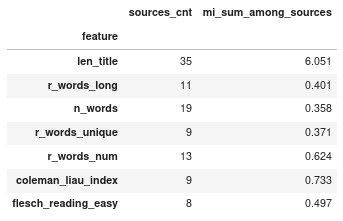 sources_cnt mi_sum_among_sources
feature
len_title 35 6.051
r_words_long 11 0.401
n_words 19 0.358
r_words_unique 9 0.371
r_words_num 13 0.624
coleman_liau_index 9 0.733
flesch_reading_easy 8 0.497